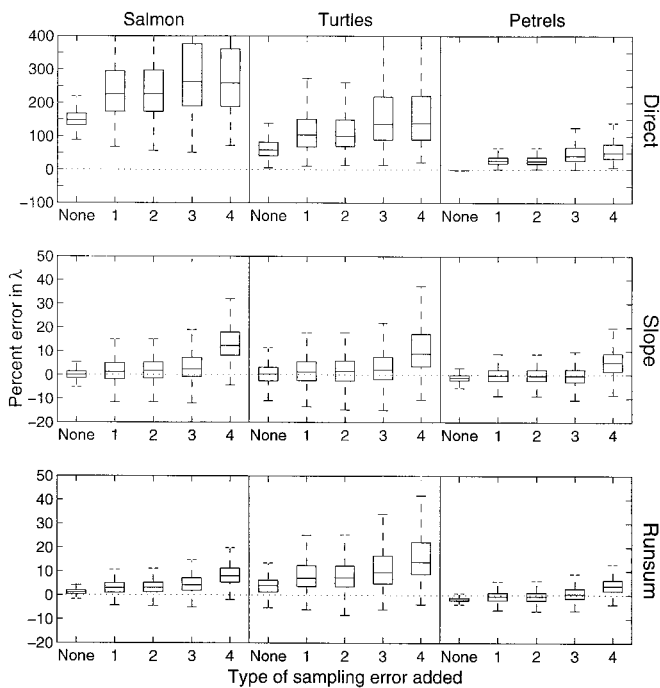 Salmon Turtles Petrels
400
300
200
100
0
-100
None 1 2 3 4 None 1 2 3 4 None 1 2 3 4
Direct
50
40
30
20
10
0
-10
-20
None 1 2 3 4 None 1 2 3 4 None 1 2 3 4
Slope
Percent error in λ
50
40
30
20
10
0
-10
-20
None 1 2 3 4 None 1 2 3 4 None 1 2 3 4
Runsum
Type of sampling error added